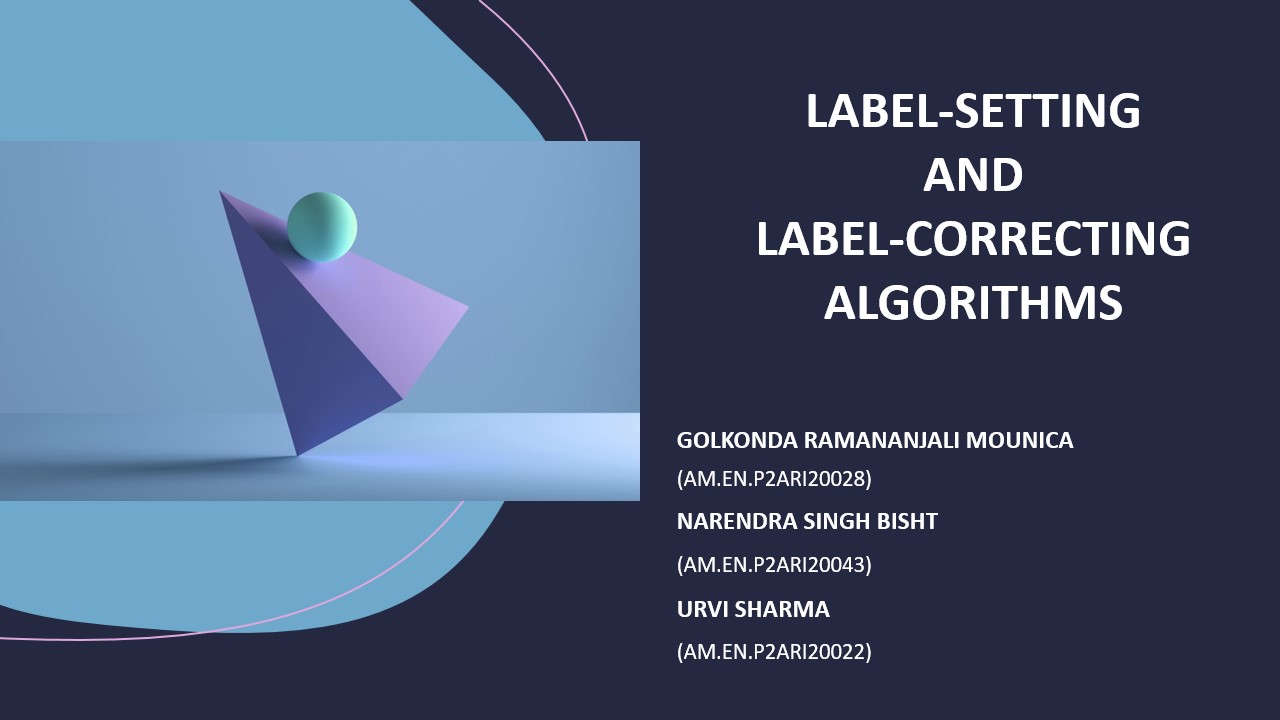 LABEL-SETTING
AND
LABEL-CORRECTING
ALGORITHMS
GOLKONDA RAMANANJALI MOUNICA
(AM.EN.P2ARI20028)
NARENDRA SINGH BISHT
(AM.EN.P2ARI20043)
URVI SHARMA
(AM.EN.P2ARI20022)